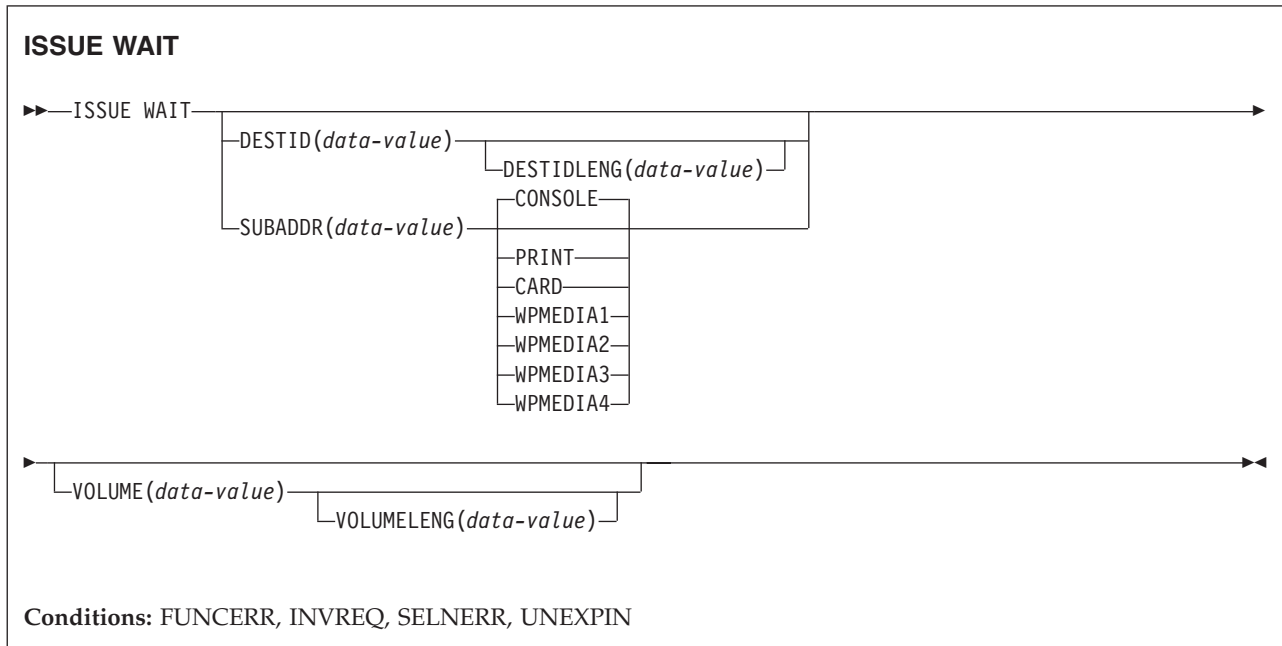 ISSUE WAIT
ISSUE WAIT
DESTID(data-value)
DESTIDLENG(data-value)
CONSOLE
SUBADDR(data-value)
PRINT
CARD
WPMEDIA1
WPMEDIA2
WPMEDIA3
WPMEDIA4
VOLUME(data-value)
VOLUMELENG(data-value)
Conditions: FUNCERR, INVREQ, SELNERR, UNEXPIN